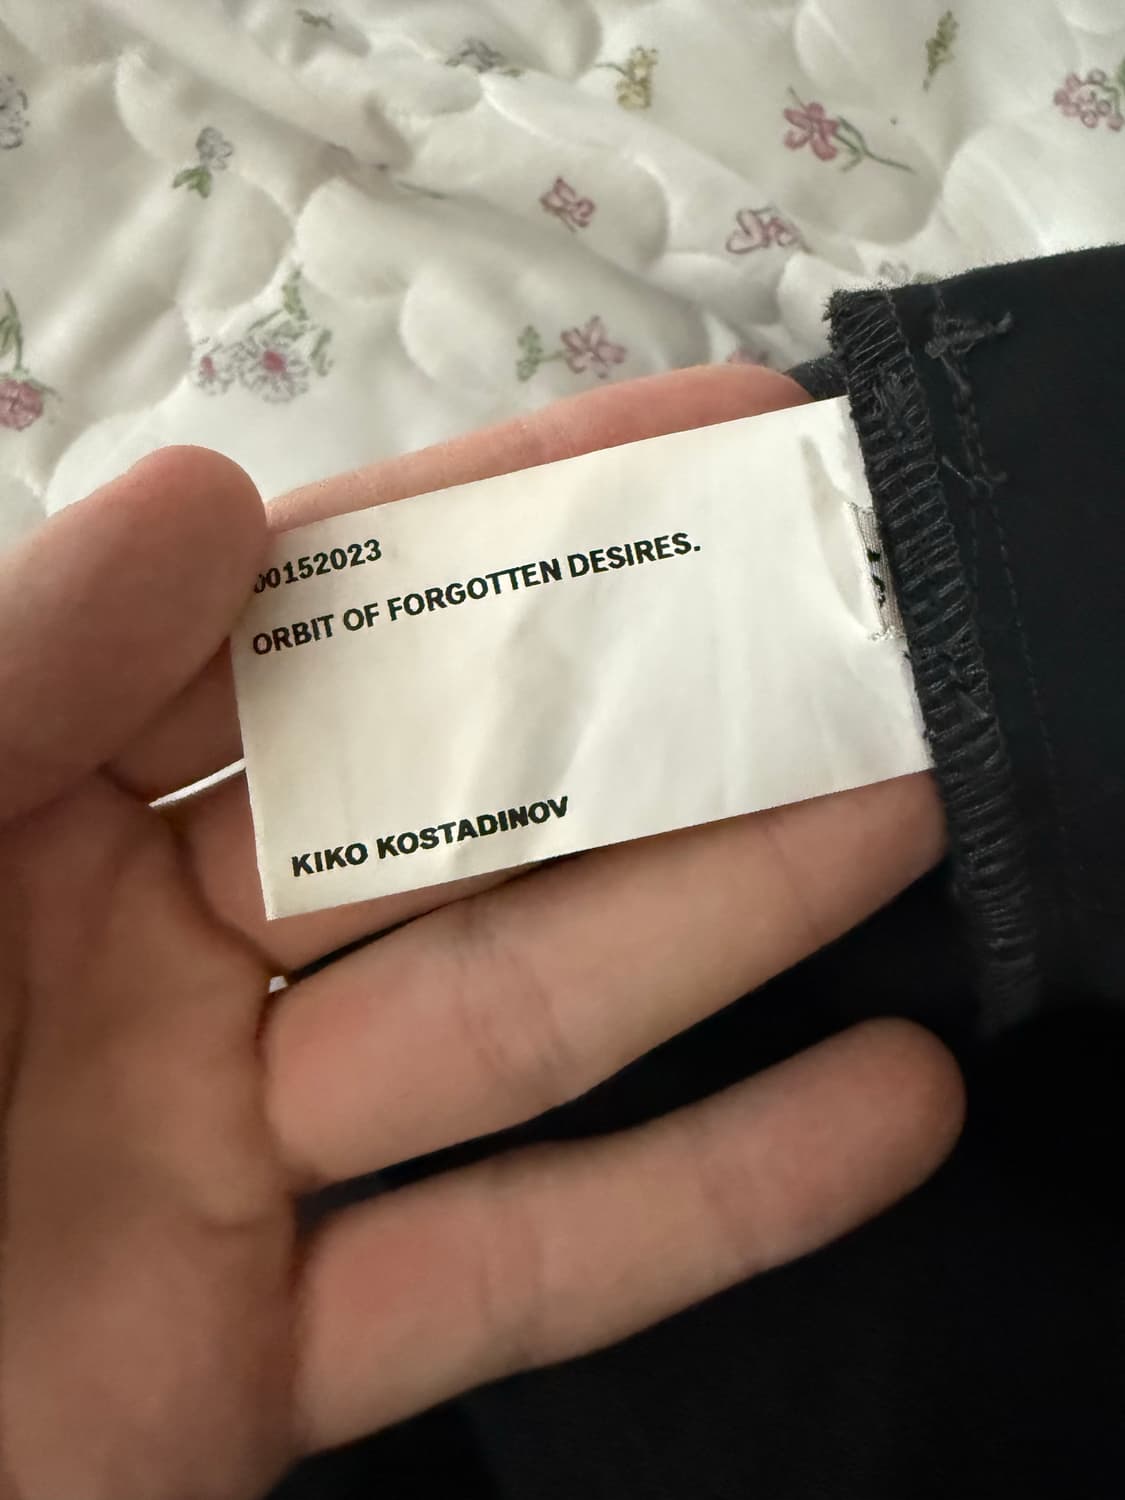 00152023
ORBIT OF FORGOTTEN DESIRES.
KIKO KOSTADINOV